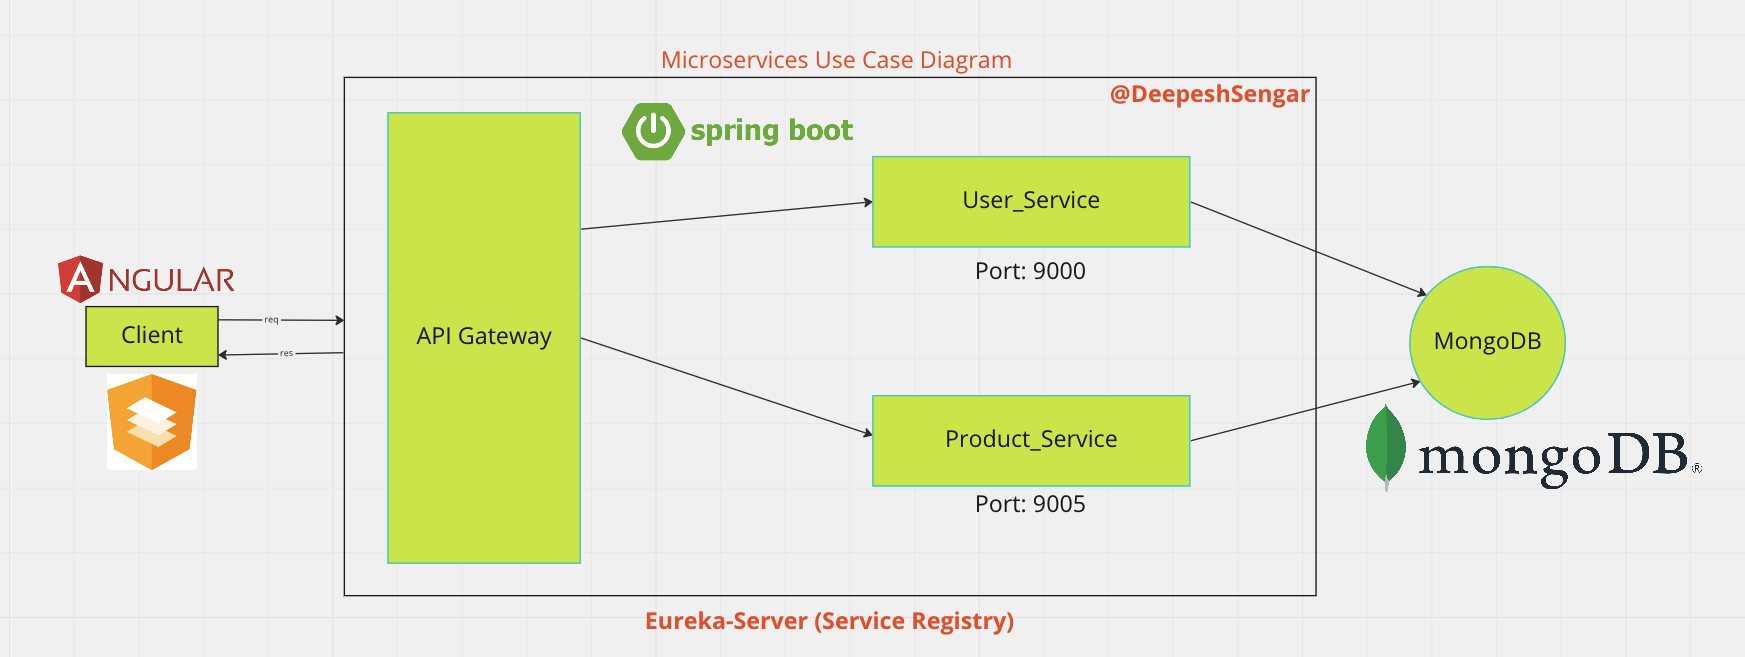 Microservices Use Case Diagram
@DeepeshSengar
spring boot
User_Service
Port: 9000
ANGULAR
Client
req
res
API Gateway
MongoDB
Product_Service
Port: 9005
mongoDB®
Eureka-Server (Service Registry)